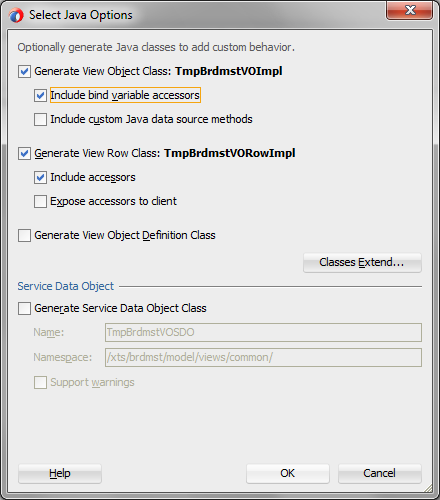 Select Java Options
Optionally generate Java classes to add custom behavior.
Generate View Object Class: TmpBrdmstVOImpl
Include bind variable accessors
Include custom Java data source methods
Generate View Row Class: TmpBrdmstVORowImpl
Include accessors
Expose accessors to client
Generate View Object Definition Class
Classes Extend...
Service Data Object
Generate Service Data Object Class
Name: TmpBrdmstVOSDO
Namespace: /xts/brdmst/model/views/common/
Support warnings
Help OK Cancel